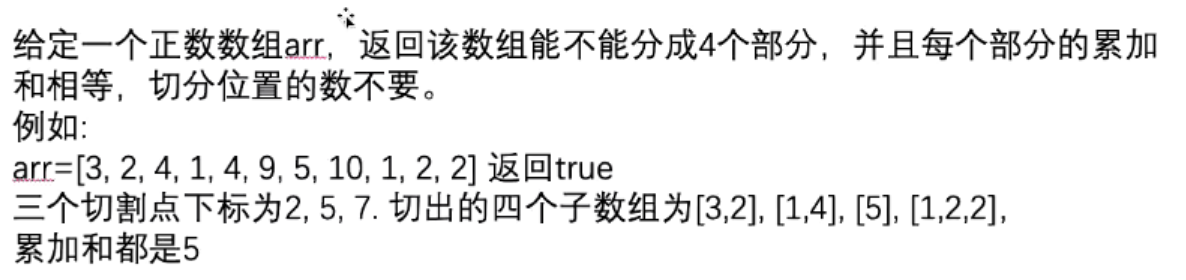 给定一个正数数组arr，返回该数组能不能分成4个部分，并且每个部分的累加
和相等，切分位置的数不要。
例如:
arr=[3, 2, 4, 1, 4, 9, 5, 10, 1, 2, 2] 返回true
三个切割点下标为2, 5, 7. 切出的四个子数组为[3,2], [1,4], [5], [1,2,2],
累加和都是5